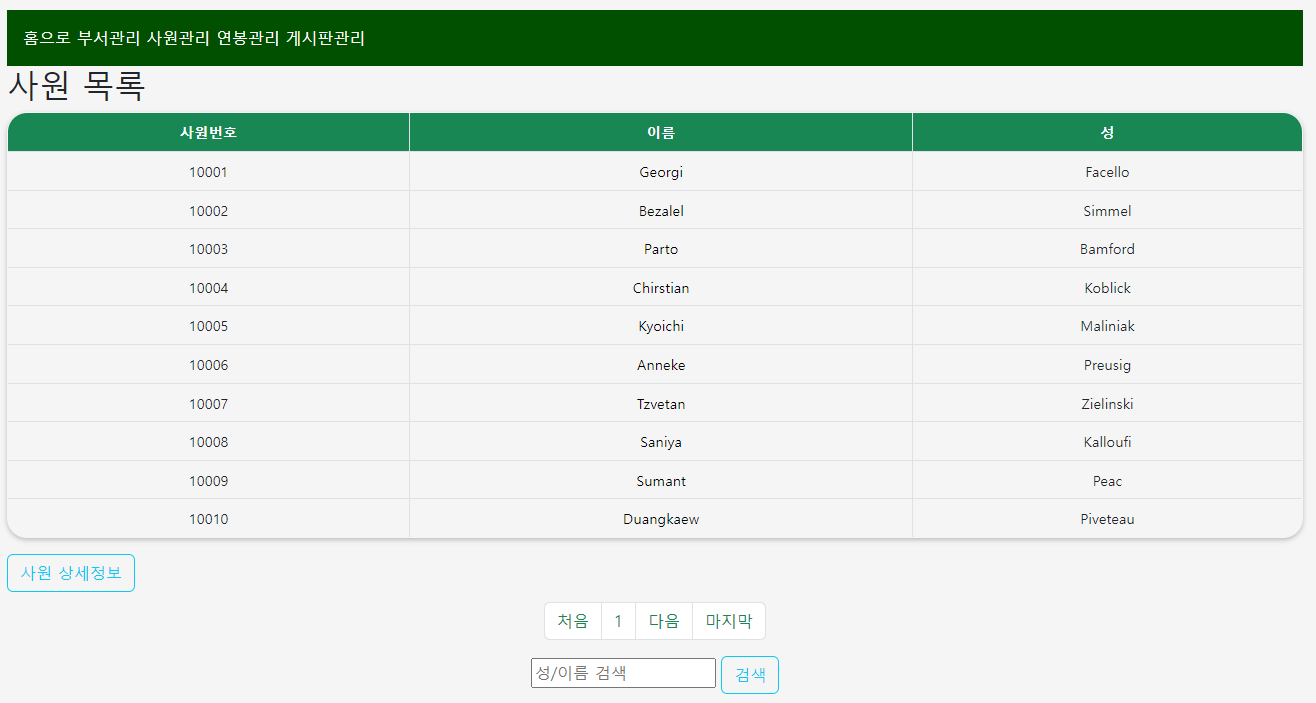 홈으로 부서관리 사원관리 연봉관리 게시판관리
사원 목록
사원번호 이름 성
10001 Georgi Facello
10002 Bezalel Simmel
10003 Parto Bamford
10004 Chirstian Koblick
10005 Kyoichi Maliniak
10006 Anneke Preusig
10007 Tzvetan Zielinski
10008 Saniya Kalloufi
10009 Sumant Peac
10010 Duangkaew Piveteau
사원 상세정보
처음 1 다음 마지막
성/이름 검색 검색